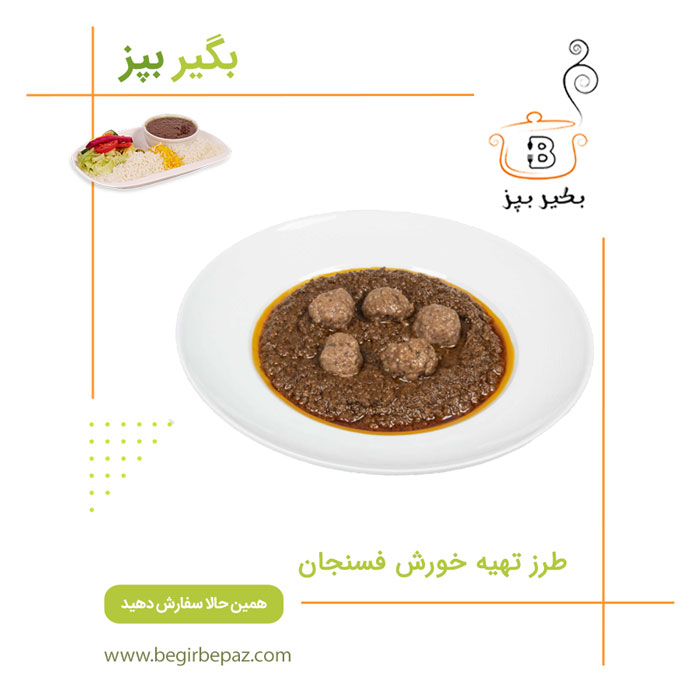 بگیر بپز
B
بگیر بپز
طرز تهیه خورش فسنجان
همین حالا سفارش دهید
www.begirbepaz.com